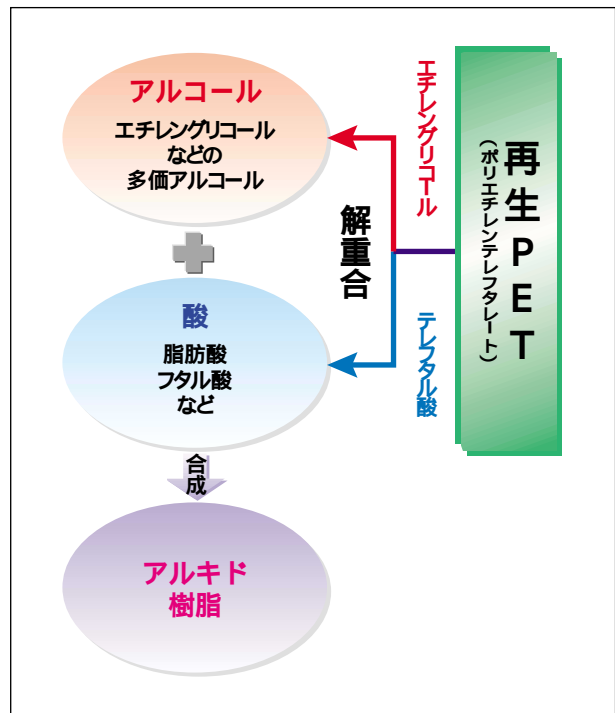 アルコール
エチレングリコール
などの
多価アルコール
酸
脂肪酸
フタル酸
など
合成
アルキド
樹脂
解重合
エチレングリコール
テレフタル酸
再生PET
(ポリエチレンテレフタレート)